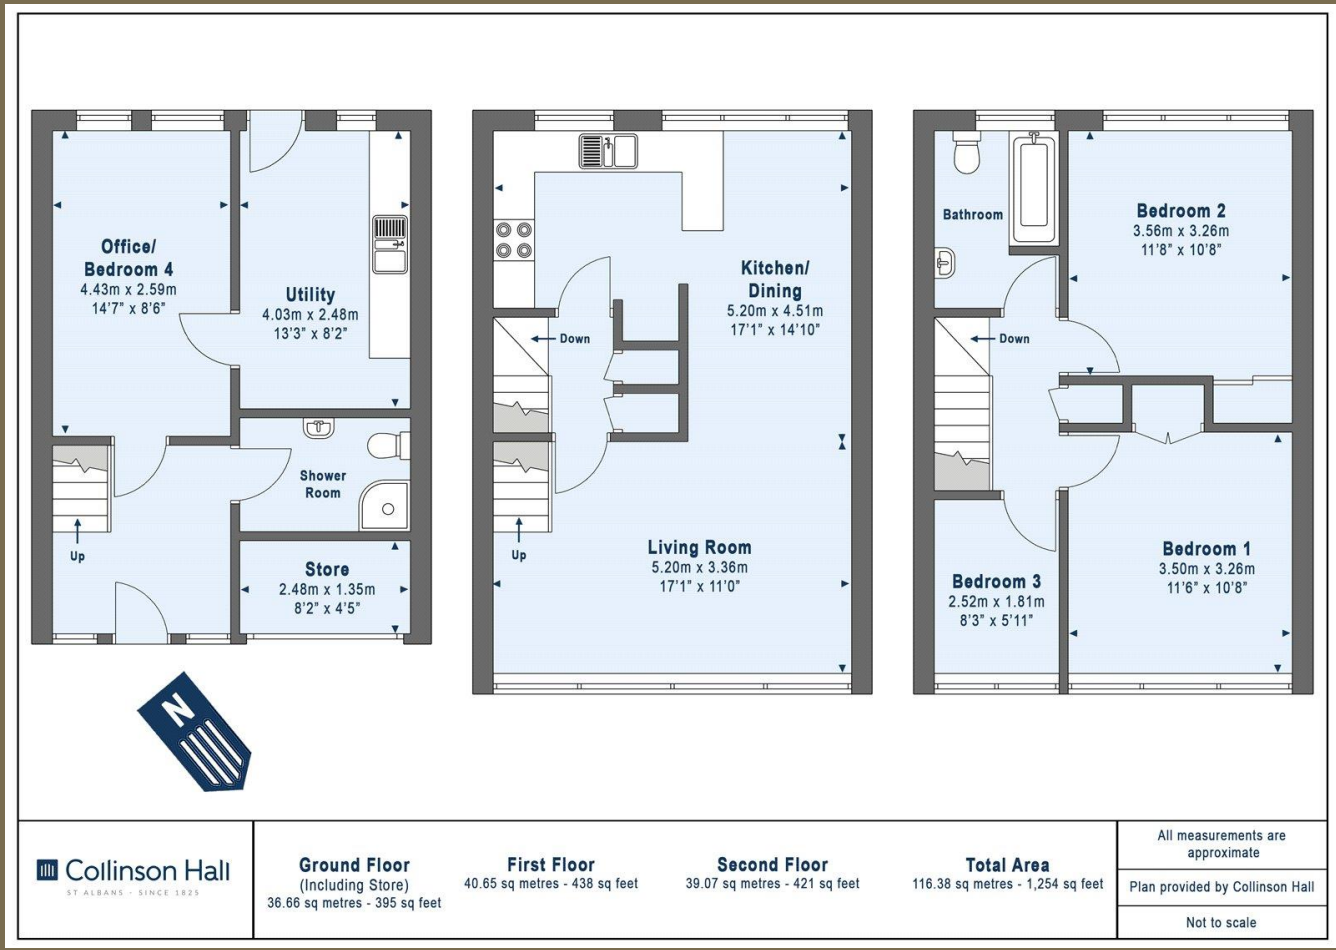 Office/
Bedroom 4
4.43m x 2.59m
14'7" x 8'6"
Utility
4.03m x 2.48m
13'3" x 8'2"
Shower
Room
Up
Store
2.48m x 1.35m
8'2" x 4'5"
Kitchen/
Dining
5.20m x 4.51m
17'1" x 14'10"
Down
Up
Living Room
5.20m x 3.36m
17'1" x 11'0"
Bathroom
Bedroom 2
3.56m x 3.26m
11'8" x 10'8"
Down
Bedroom 3
2.52m x 1.81m
8'3" x 5'11"
Bedroom 1
3.50m x 3.26m
11'6" x 10'8"
N
Collinson Hall
ST ALBANS - SINCE 1825
Ground Floor
(Including Store)
36.66 sq metres - 395 sq feet
First Floor
40.65 sq metres - 438 sq feet
Second Floor
39.07 sq metres - 421 sq feet
Total Area
116.38 sq metres - 1,254 sq feet
All measurements are
approximate
Plan provided by Collinson Hall
Not to scale